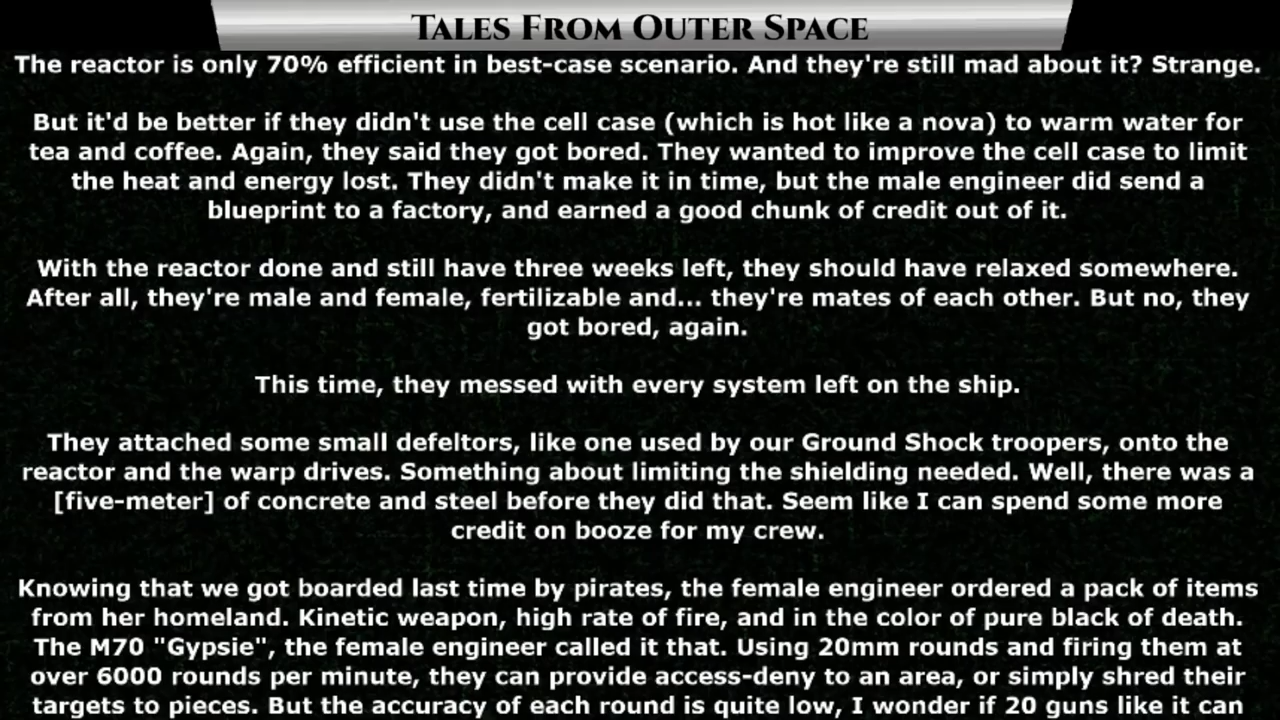 Tales From Outer Space
The reactor is only 70% efficient in best-case scenario. And they're still mad about it? Strange.
But it'd be better if they didn't use the cell case (which is hot like a nova) to warm water for
tea and coffee. Again, they said they got bored. They wanted to improve the cell case to limit
the heat and energy lost. They didn't make it in time, but the male engineer did send a
blueprint to a factory, and earned a good chunk of credit out of it.
With the reactor done and still have three weeks left, they should have relaxed somewhere.
After all, they're male and female, fertilizable and... they're mates of each other. But no, they
got bored, again.
This time, they messed with every system left on the ship.
They attached some small defeltors, like one used by our Ground Shock troopers, onto the
reactor and the warp drives. Something about limiting the shielding needed. Well, there was a
[five-meter] of concrete and steel before they did that. Seem like I can spend some more
credit on booze for my crew.
Knowing that we got boarded last time by pirates, the female engineer ordered a pack of items
from her homeland. Kinetic weapon, high rate of fire, and in the color of pure black of death.
The M70 "Gypsie", the female engineer called it that. Using 20mm rounds and firing them at
over 6000 rounds per minute, they can provide access-deny to an area, or simply shred their
targets to pieces. But the accuracy of each round is quite low, I wonder if 20 guns like it can